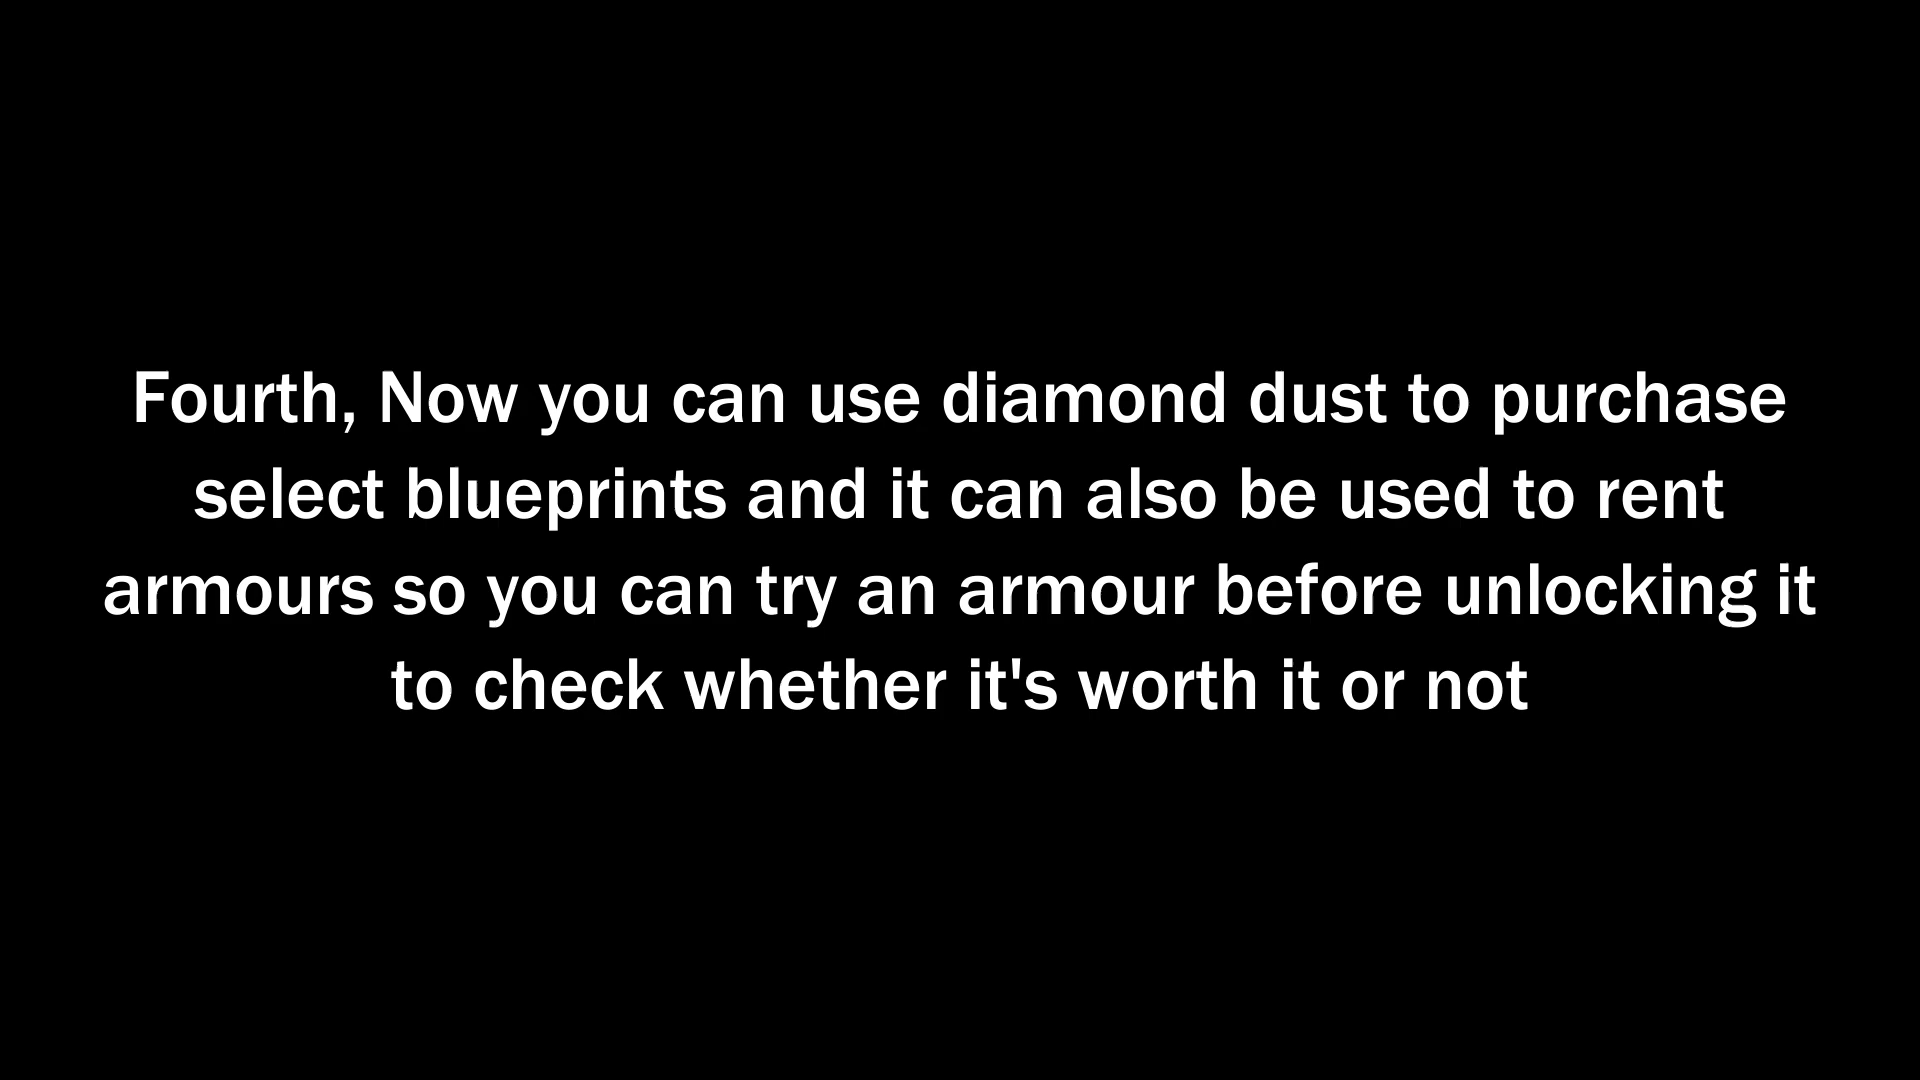 Fourth, Now you can use diamond dust to purchase
select blueprints and it can also be used to rent
armours so you can try an armour before unlocking it
to check whether it's worth it or not